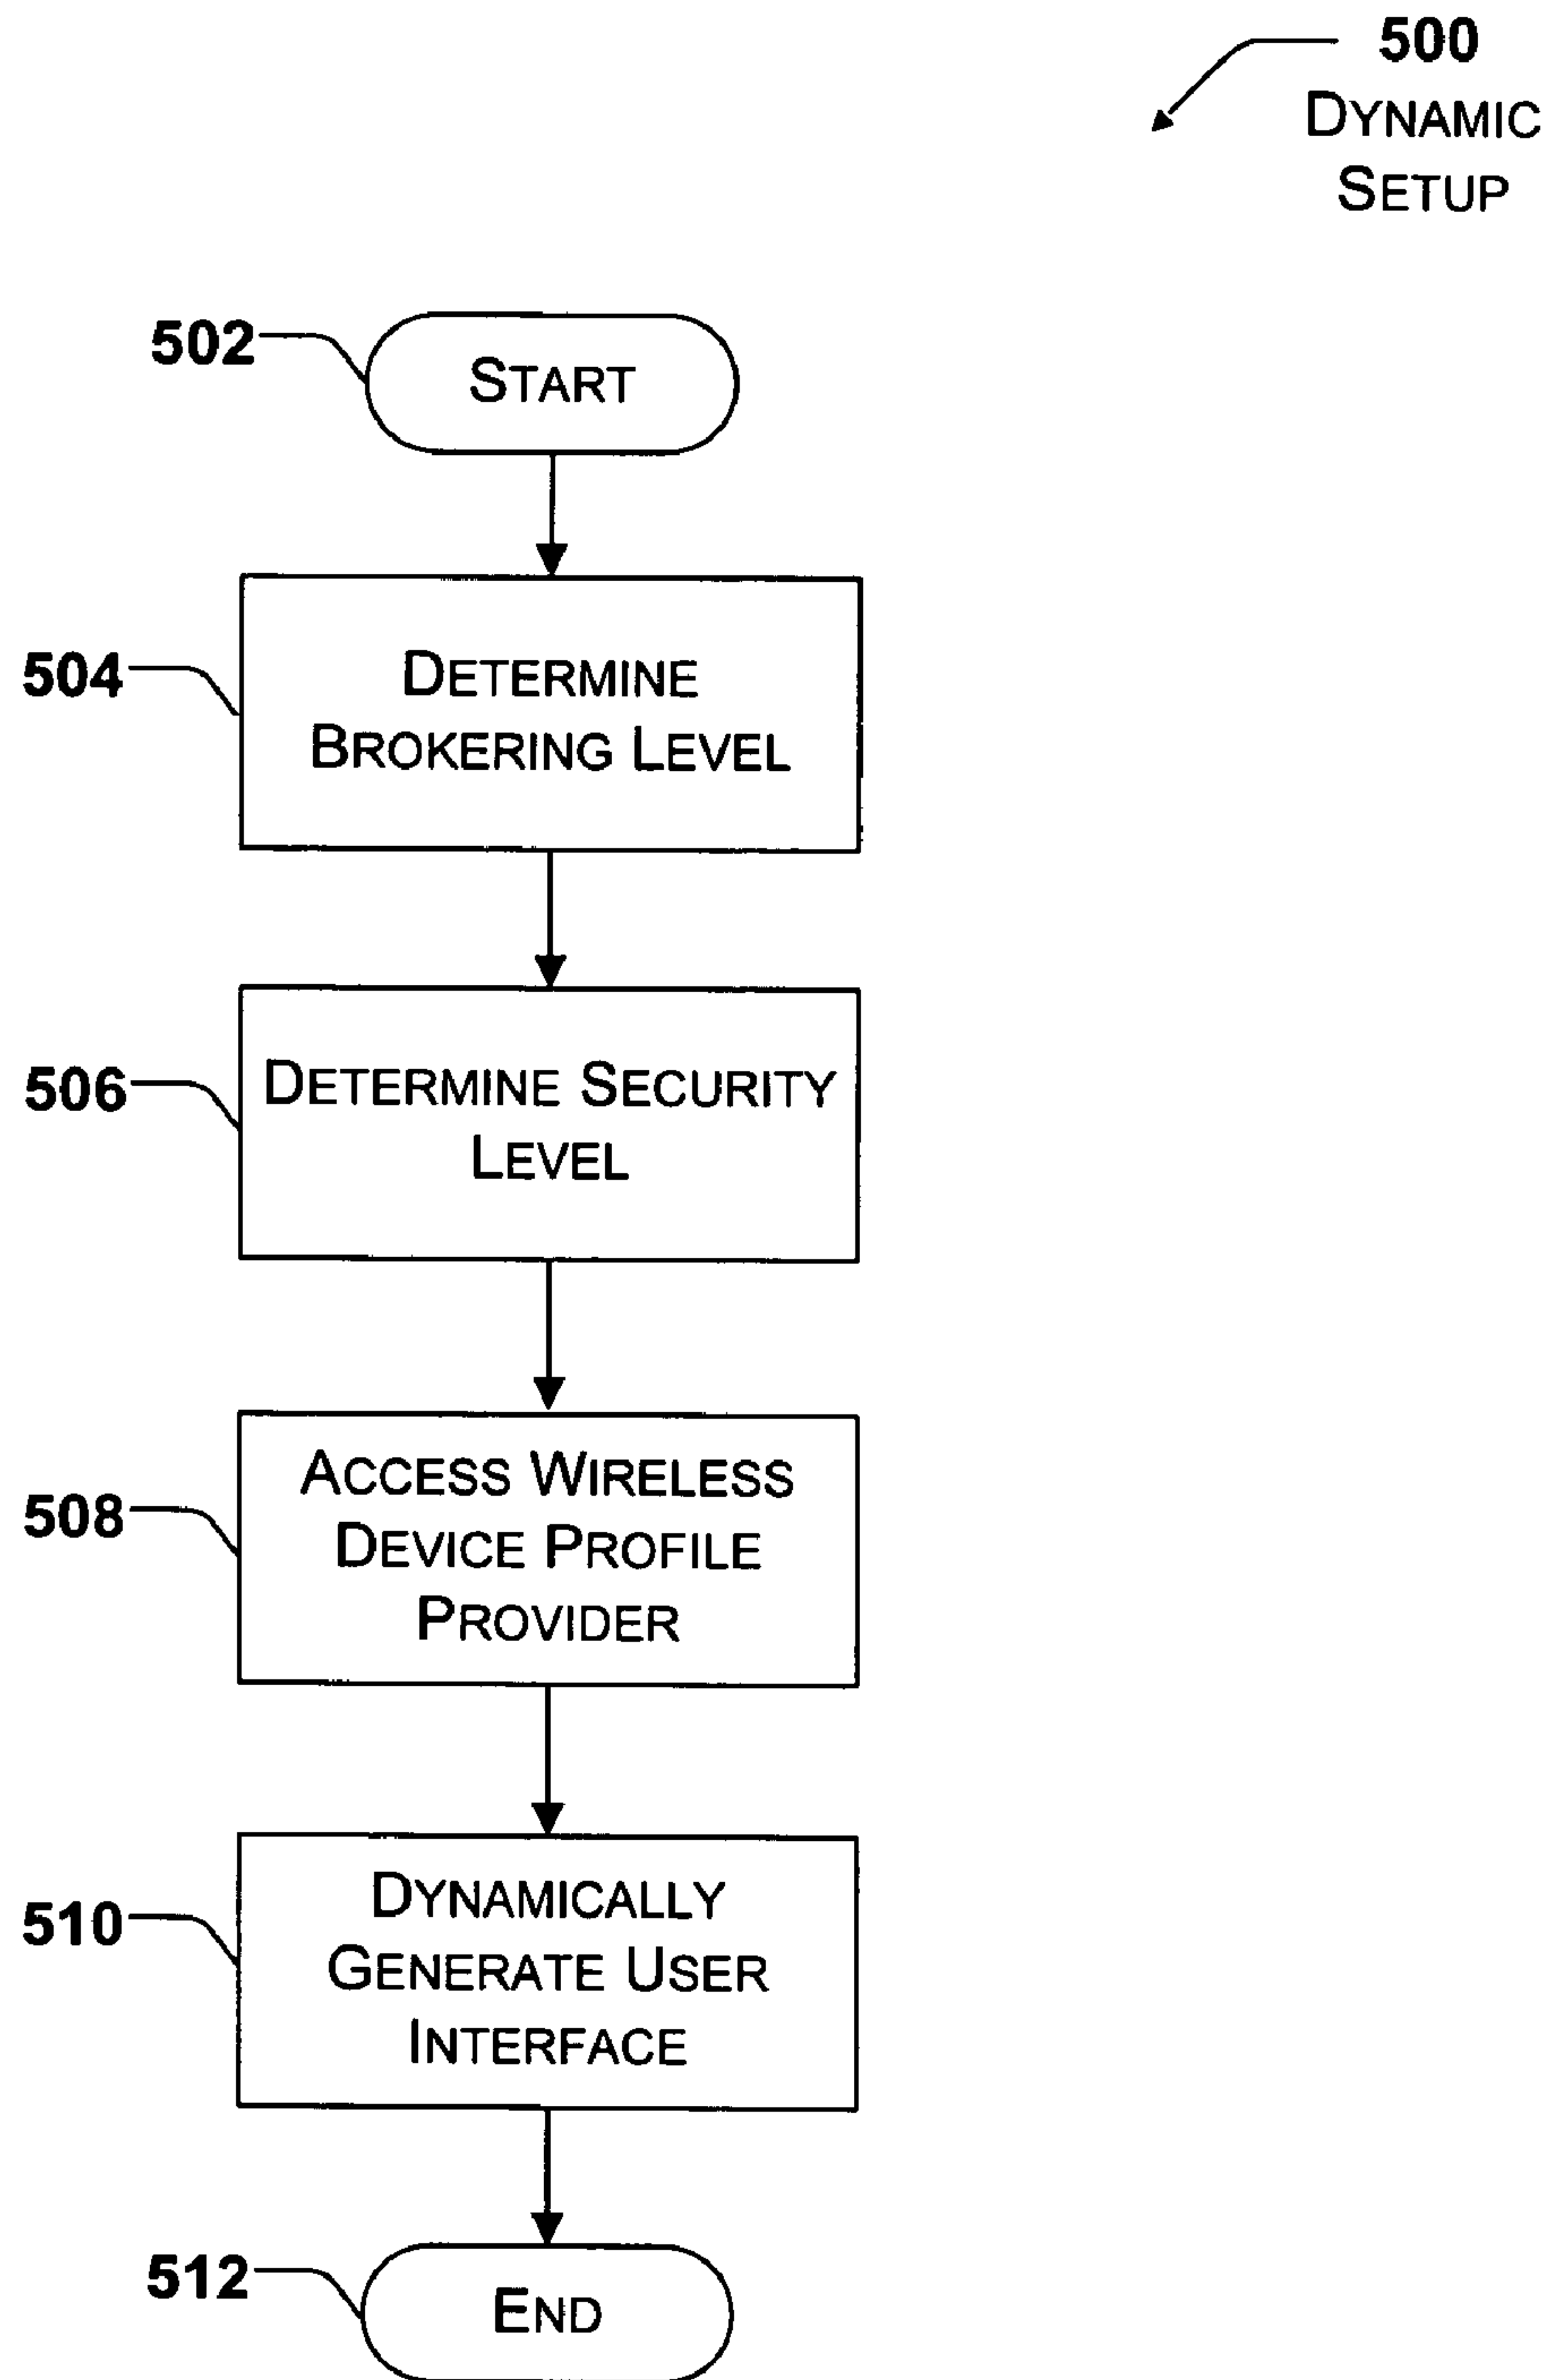 500
DYNAMIC
SETUP
502
START
504
DETERMINE
BROKERING LEVEL
506
DETERMINE SECURITY
LEVEL
508
ACCESS WIRELESS
DEVICE PROFILE
PROVIDER
510
DYNAMICALLY
GENERATE USER
INTERFACE
512
END